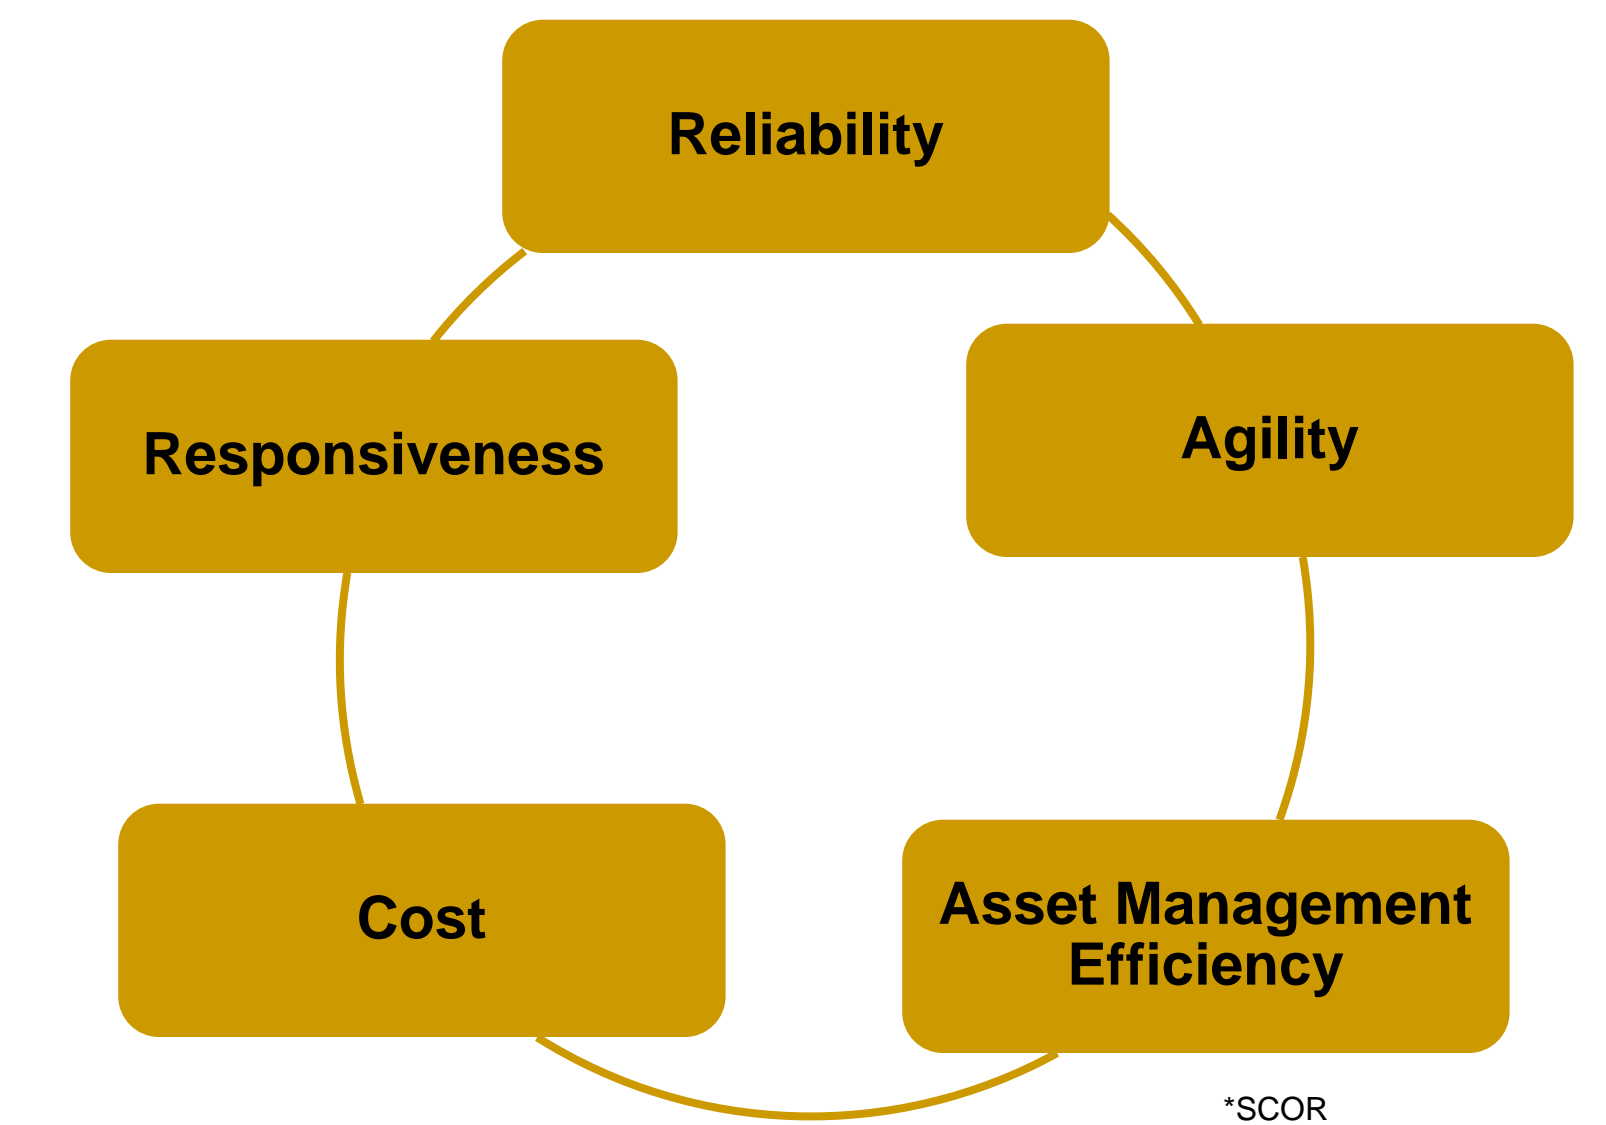 Reliability
Agility
Responsiveness
Asset Management
Efficiency
Cost
*SCOR